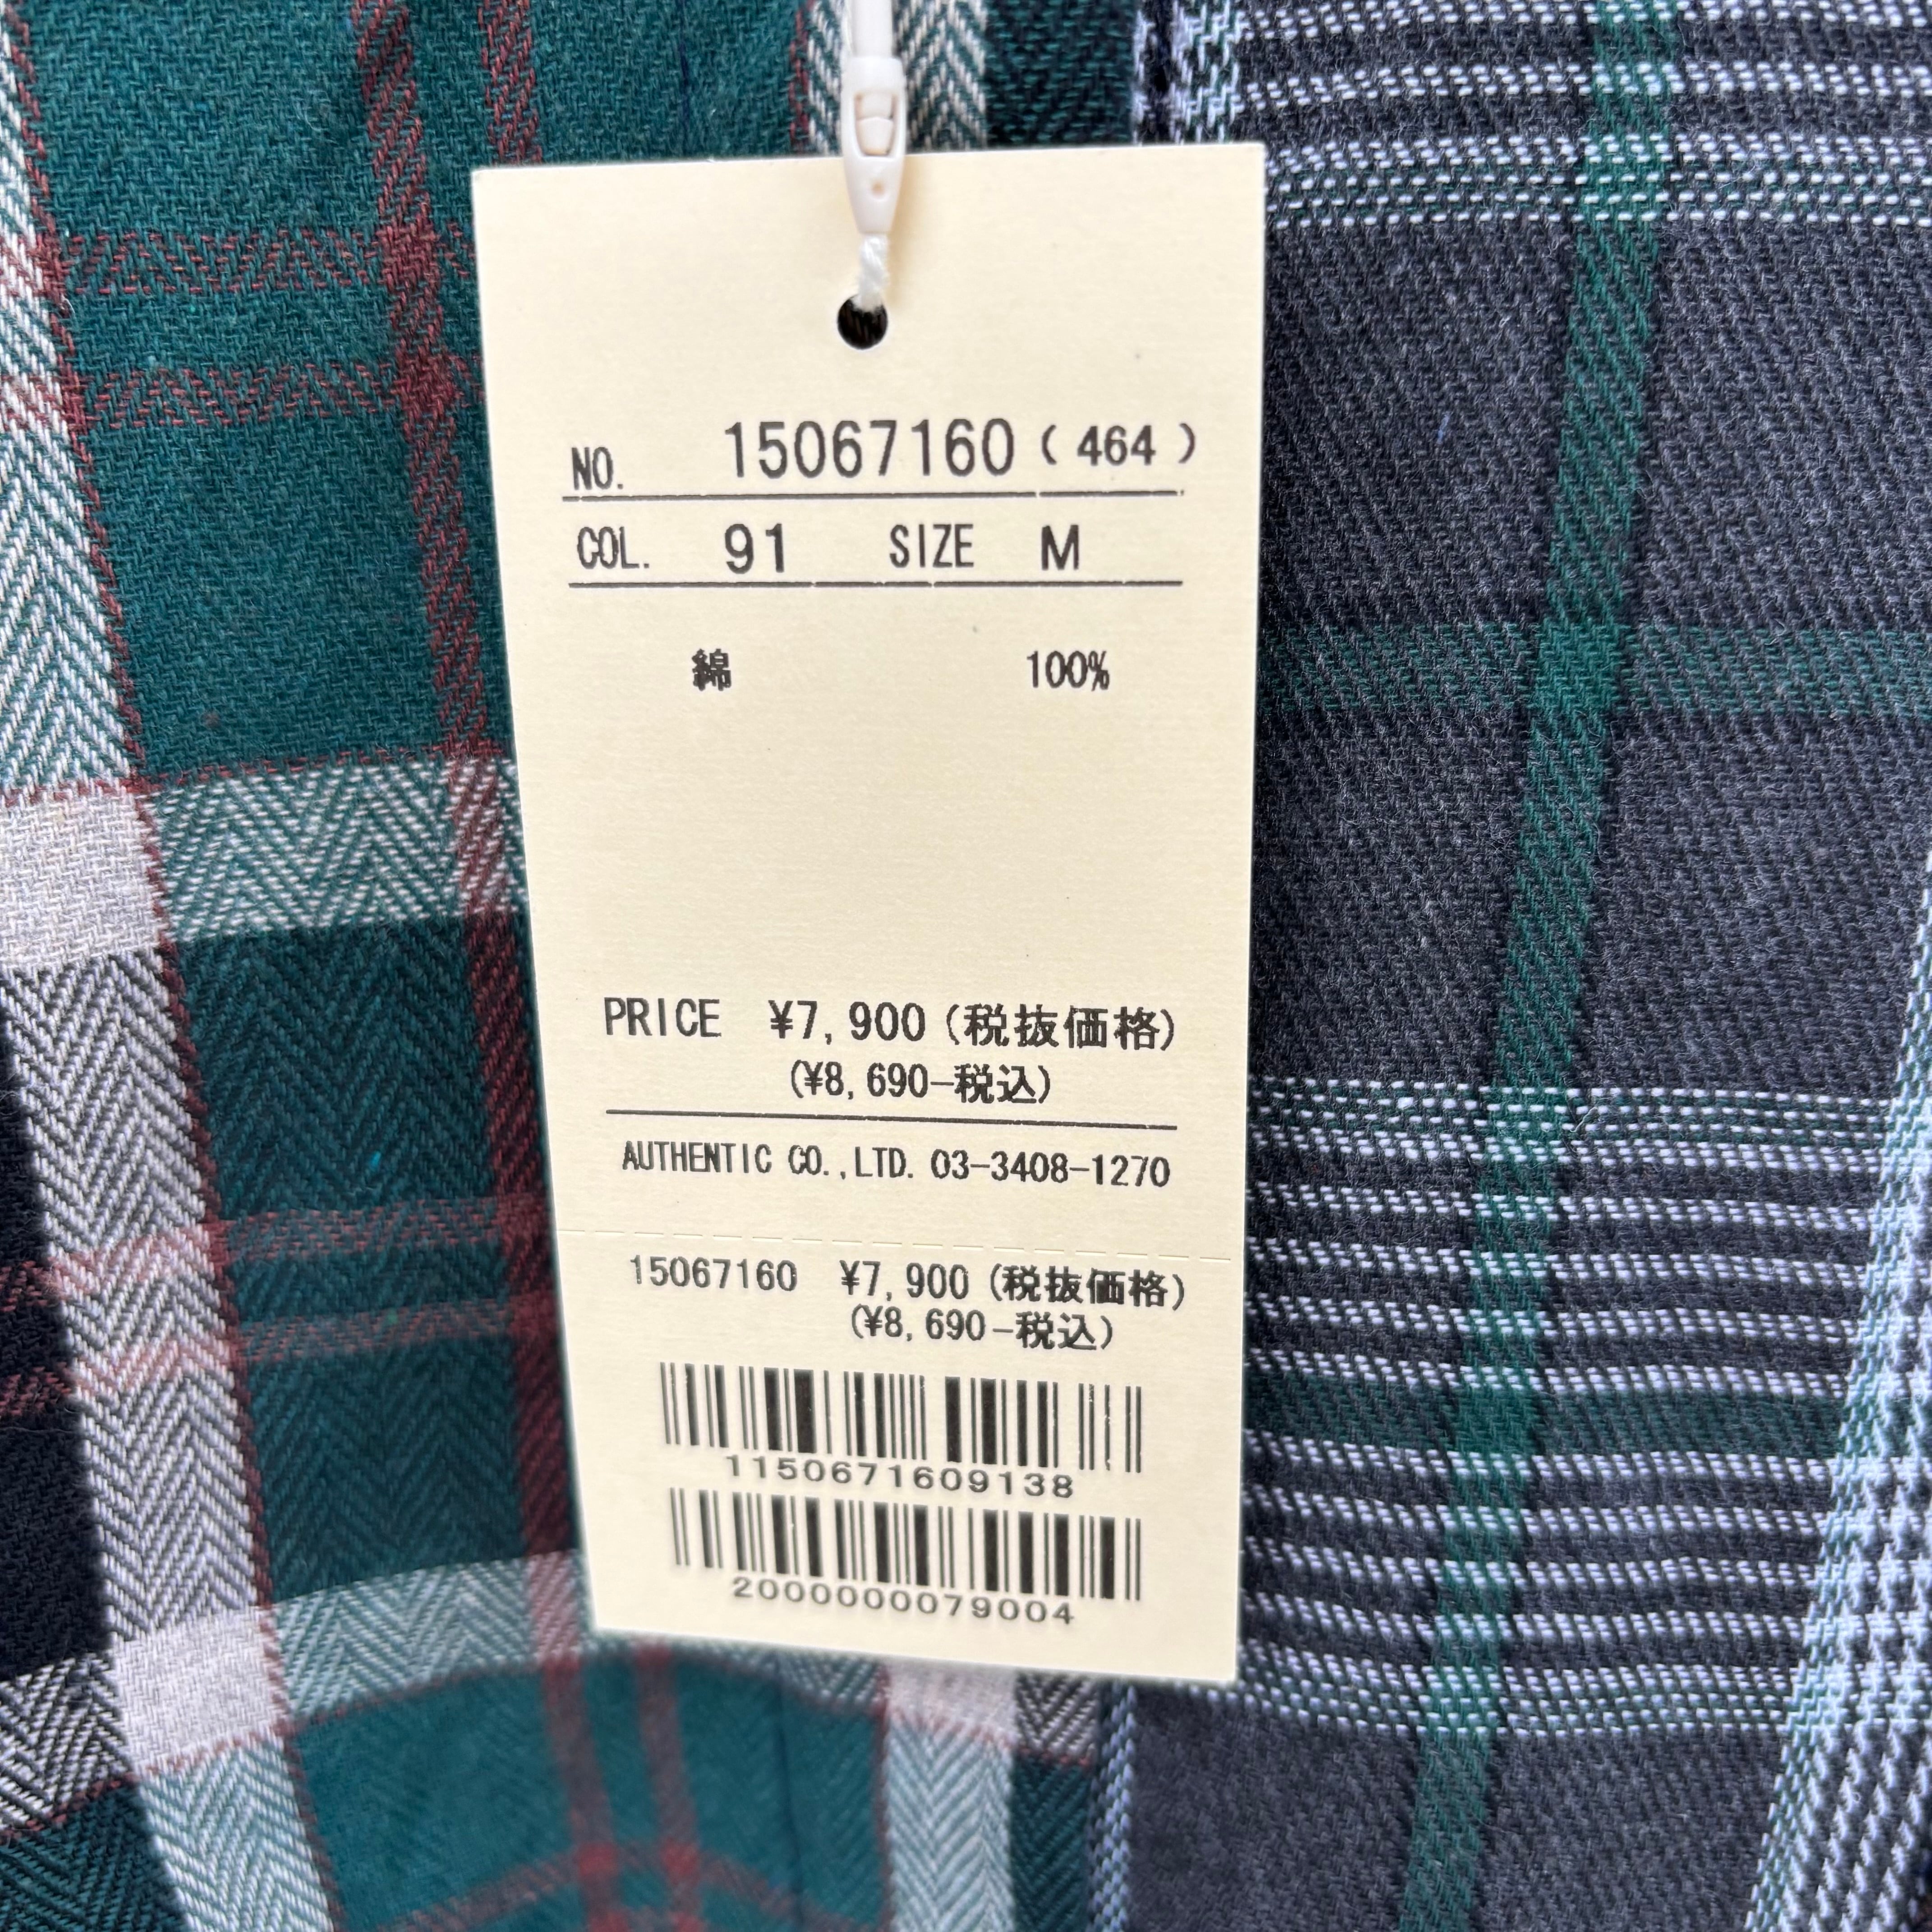 NO. 15067160 ( 464 )
COL. 91 SIZE M
綿 100%
PRICE ¥7,900 (税抜価格)
(¥8,690-税込)
AUTHENTIC CO.,LTD. 03-3408-1270
15067160 ¥7,900 (税抜価格)
(¥8,690-税込)
1150671609138
2000000079004